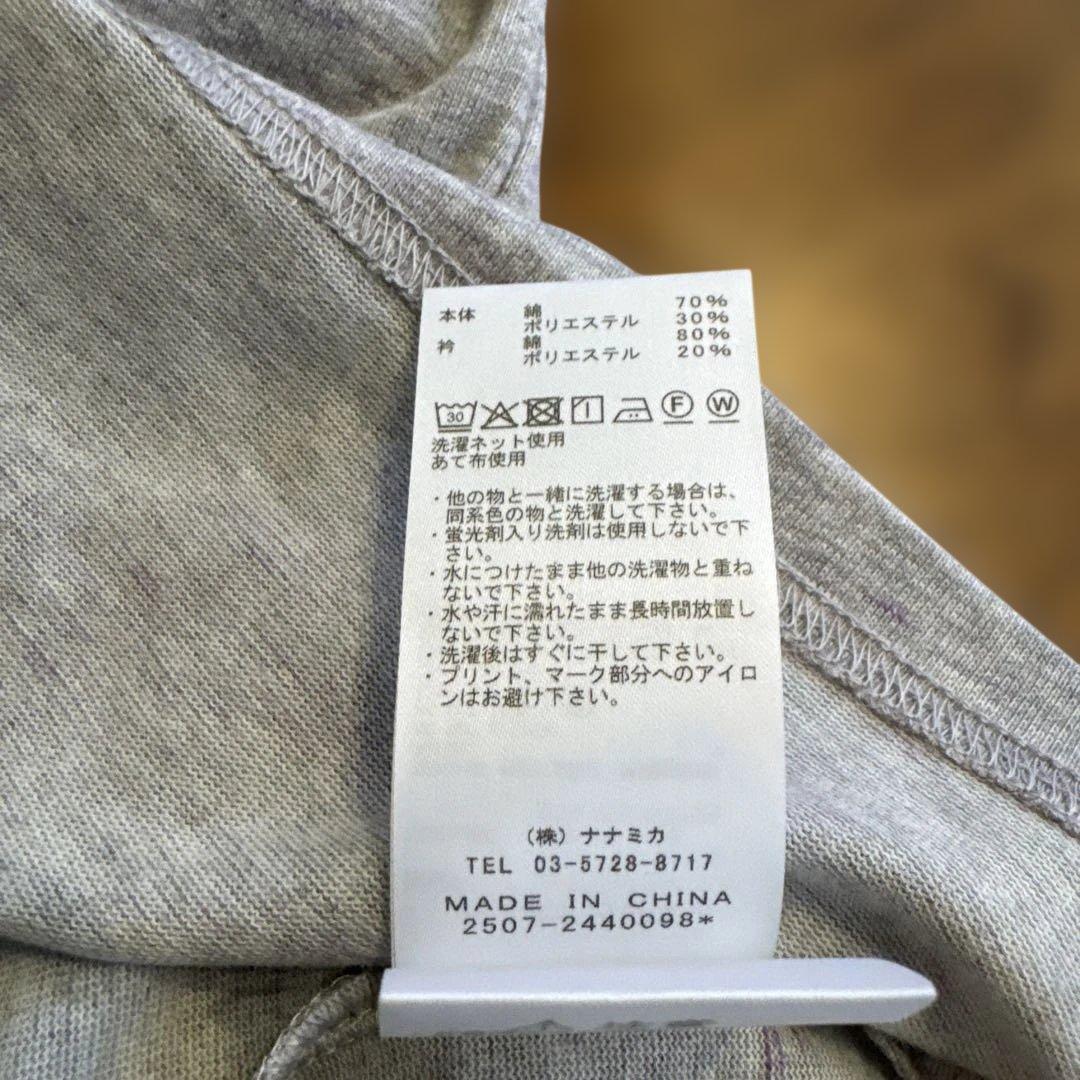 本体 綿 70%
ポリエステル 30%
衿 綿 80%
ポリエステル 20%
30 F W
洗濯ネット使用
あて布使用
・他の物と一緒に洗濯する場合は、
同系色の物と洗濯して下さい。
・蛍光剤入り洗剤は使用しないで下
さい。
・水につけたまま他の洗濯物と重ね
ないで下さい。
・水や汗に濡れたまま長時間放置し
ないで下さい。
・洗濯後はすぐに干して下さい。
・プリント、マーク部分へのアイロ
ンはお避け下さい。
(株)ナナミカ
TEL 03-5728-8717
MADE IN CHINA
2507-2440098*